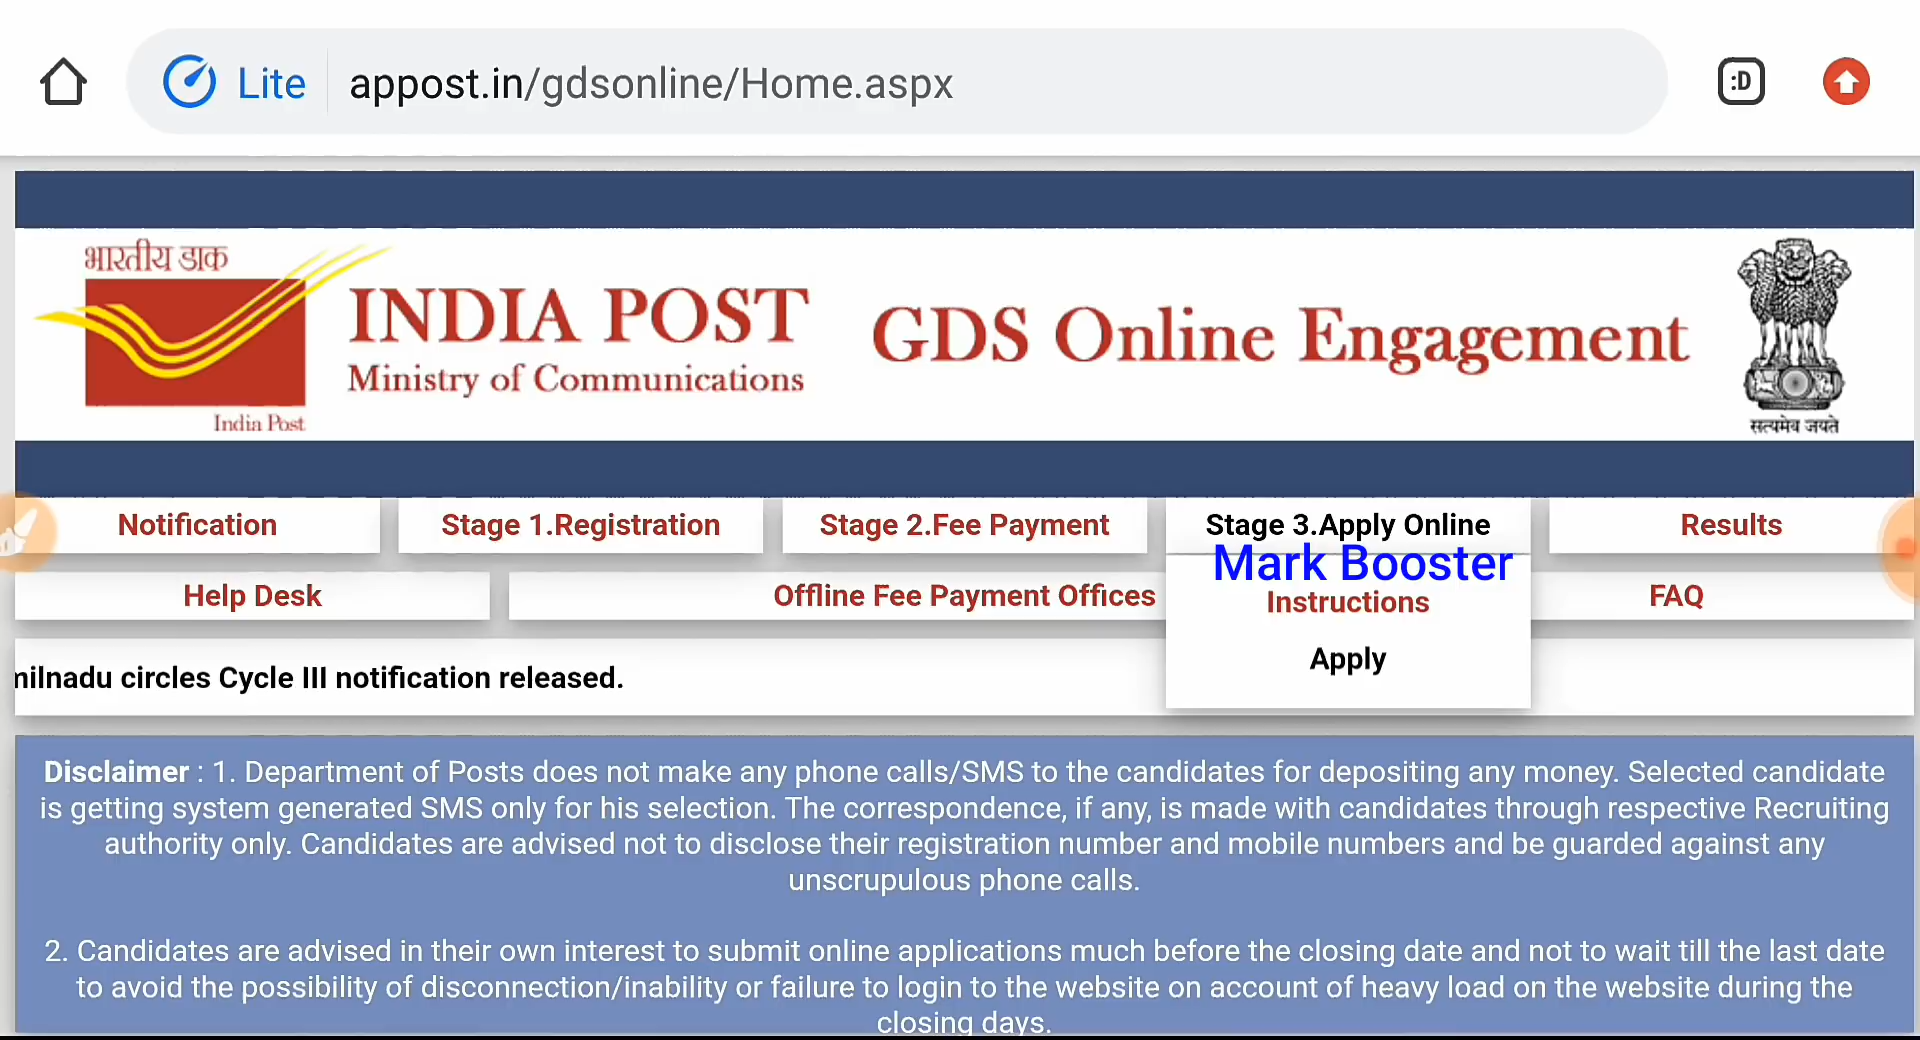 Lite appost.in/gdsonline/Home.aspx :D
भारतीय डाक
India Post
INDIA POST
Ministry of Communications
GDS Online Engagement
सत्यमेव जयते
Notification
Stage 1.Registration
Stage 2.Fee Payment
Stage 3.Apply Online
Results
Mark Booster
Help Desk
Offline Fee Payment Offices
Instructions
FAQ
Apply
milnadu circles Cycle III notification released.
Disclaimer : 1. Department of Posts does not make any phone calls/SMS to the candidates for depositing any money. Selected candidate
is getting system generated SMS only for his selection. The correspondence, if any, is made with candidates through respective Recruiting
authority only. Candidates are advised not to disclose their registration number and mobile numbers and be guarded against any
unscrupulous phone calls.
2. Candidates are advised in their own interest to submit online applications much before the closing date and not to wait till the last date
to avoid the possibility of disconnection/inability or failure to login to the website on account of heavy load on the website during the
closing days.